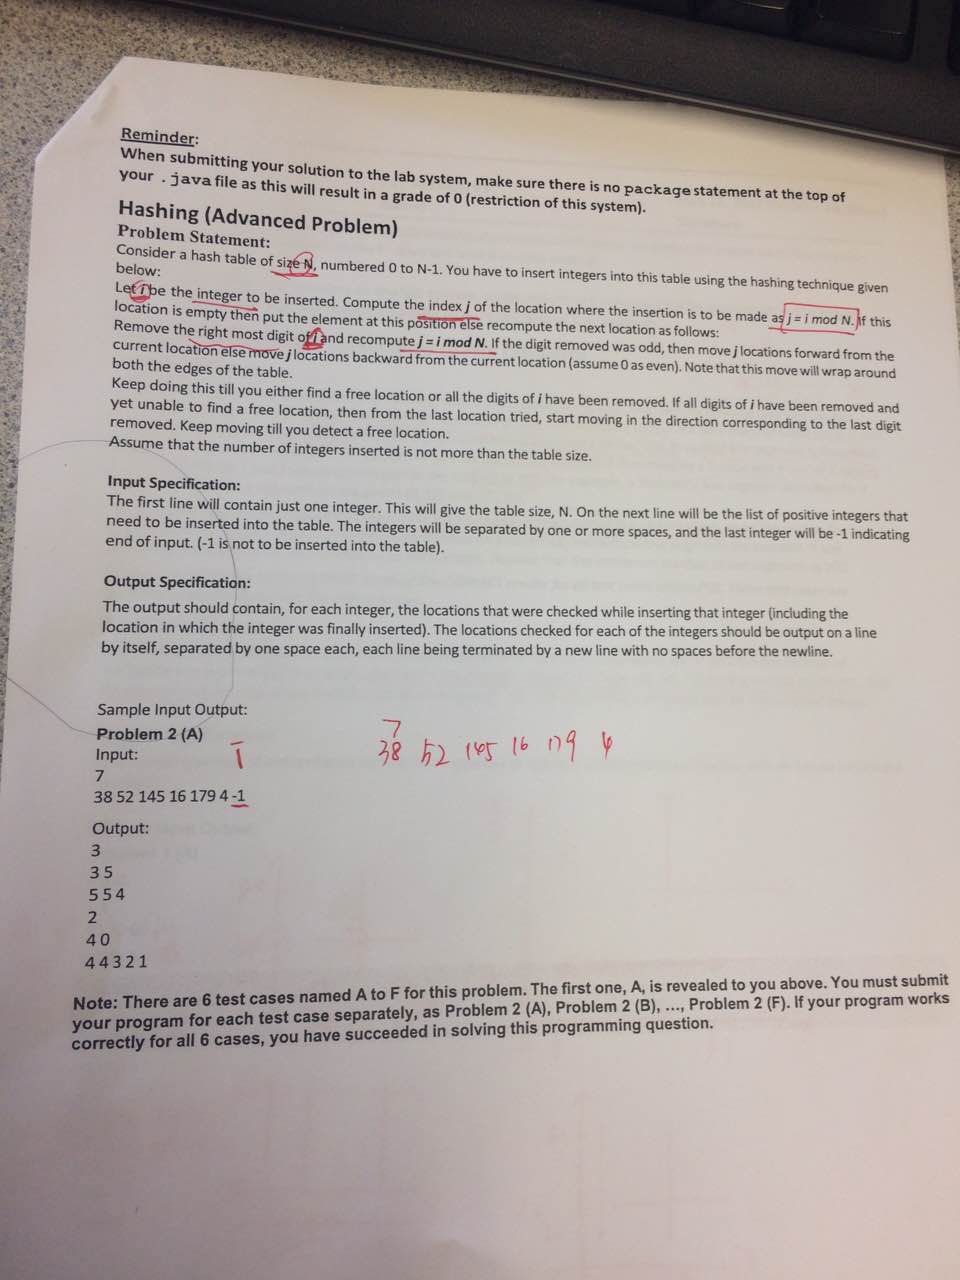 Reminder:
When submitting your solution to the lab system, make sure there is no package statement at the top of
your .java file as this will result in a grade of 0 (restriction of this system).
Hashing (Advanced Problem)
Problem Statement:
Consider a hash table of size N, numbered 0 to N-1. You have to insert integers into this table using the hashing technique given
below:
Let i be the integer to be inserted. Compute the index j of the location where the insertion is to be made as j = i mod N. If this
location is empty then put the element at this position else recompute the next location as follows:
Remove the right most digit of i and recompute j = i mod N. If the digit removed was odd, then move j locations forward from the
current location else move j locations backward from the current location (assume 0 as even). Note that this move will wrap around
both the edges of the table.
Keep doing this till you either find a free location or all the digits of i have been removed. If all digits of i have been removed and
yet unable to find a free location, then from the last location tried, start moving in the direction corresponding to the last digit
removed. Keep moving till you detect a free location.
Assume that the number of integers inserted is not more than the table size.
Input Specification:
The first line will contain just one integer. This will give the table size, N. On the next line will be the list of positive integers that
need to be inserted into the table. The integers will be separated by one or more spaces, and the last integer will be -1 indicating
end of input. (-1 is not to be inserted into the table).
Output Specification:
The output should contain, for each integer, the locations that were checked while inserting that integer (including the
location in which the integer was finally inserted). The locations checked for each of the integers should be output on a line
by itself, separated by one space each, each line being terminated by a new line with no spaces before the newline.
Sample Input Output:
Problem 2 (A)
Input:
7
38 52 145 16 179 4
7
38 52 145 16 179 4 -1
Output:
3
3 5
5 5 4
2
4 0
4 4 3 2 1
Note: There are 6 test cases named A to F for this problem. The first one, A, is revealed to you above. You must submit
your program for each test case separately, as Problem 2 (A), Problem 2 (B), ..., Problem 2 (F). If your program works
correctly for all 6 cases, you have succeeded in solving this programming question.